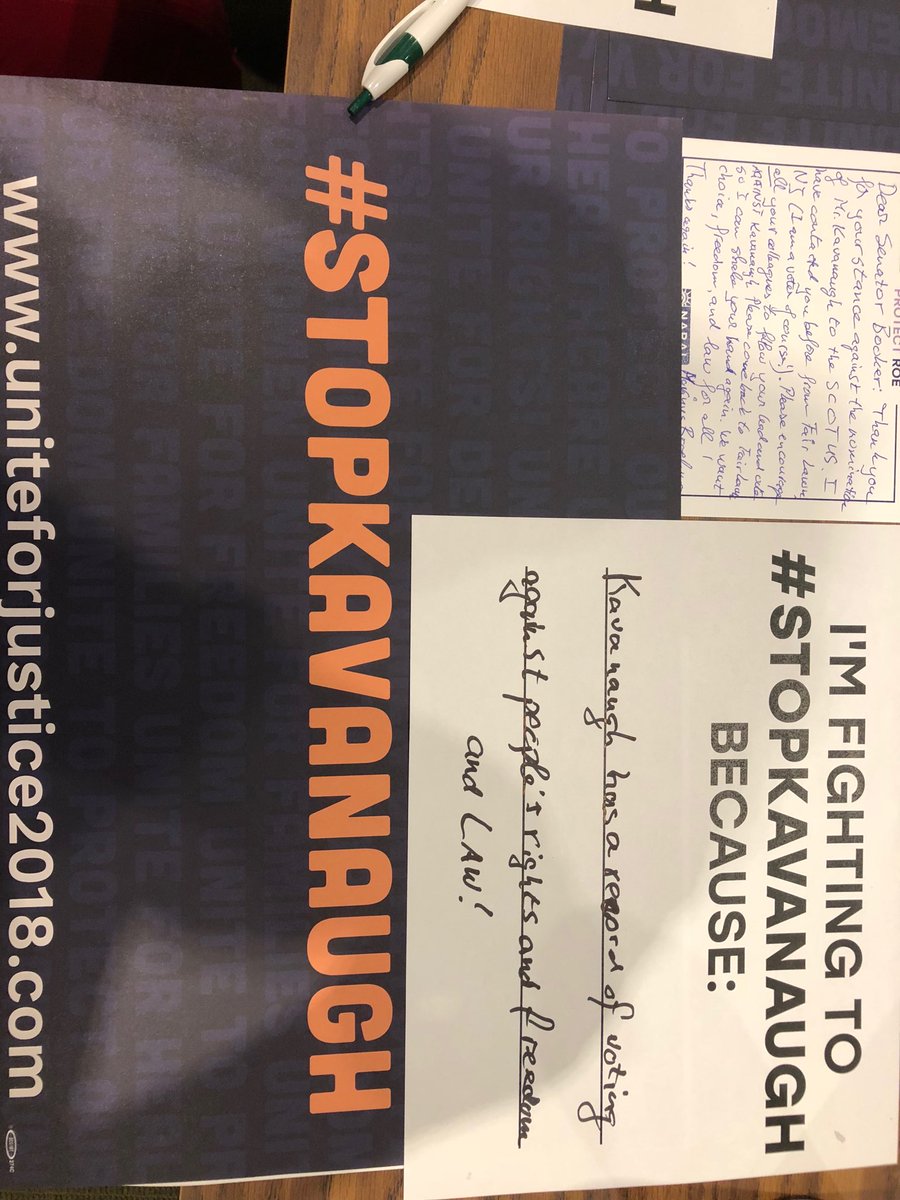 PROTECT ROE
Dear Senator Booker: Thank you
for your stance against the nomination
of Mr. Kavanaugh to the SCOTUS. I
have contacted you before from Fair Lawn
NJ (I am a voter of course!). Please encourage
all your colleagues to follow your lead and vote
AGAINST Kavanaugh. Please come back to Fair Lawn
so I can shake your hand again. We want
choice, freedom, and law for all!
Thanks again!
NARAL
I'M FIGHTING TO
#STOPKAVANAUGH
BECAUSE:
Kavanaugh has a record of voting
against people's rights and freedom
and LAW!
#STOPKAVANAUGH
www.uniteforjustice2018.com